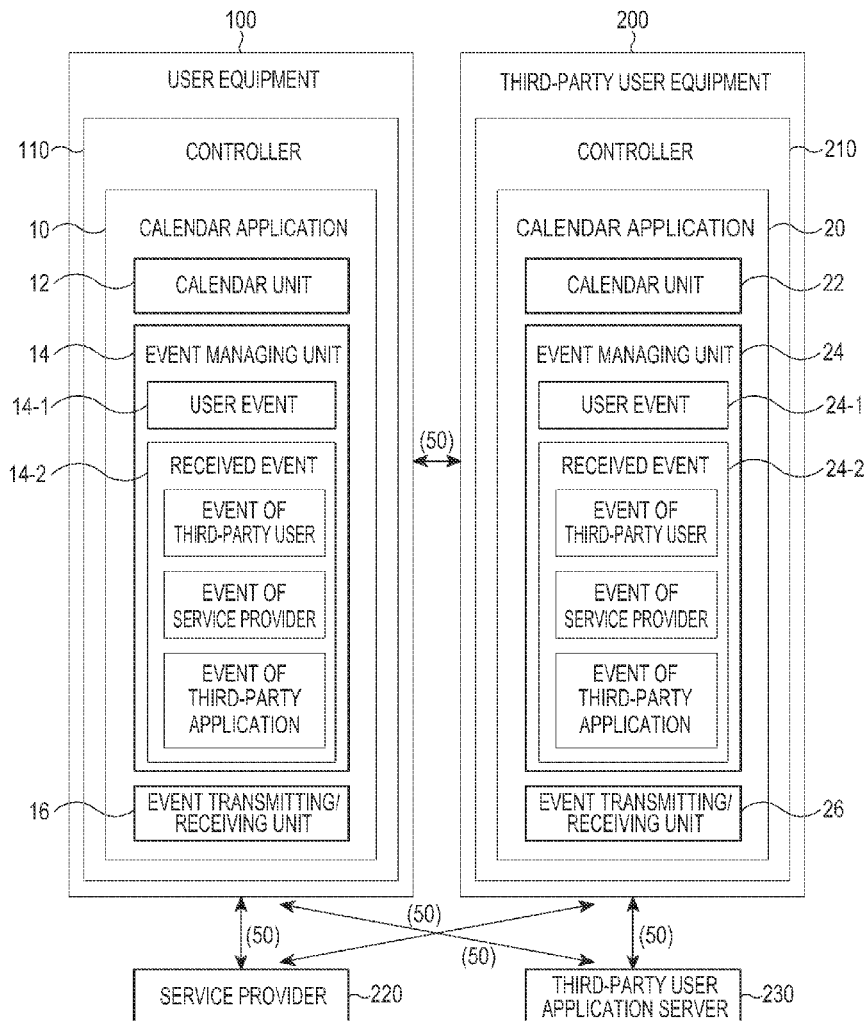 100
USER EQUIPMENT
110
CONTROLLER
10
CALENDAR APPLICATION
12
CALENDAR UNIT
14
EVENT MANAGING UNIT
14-1
USER EVENT
14-2
RECEIVED EVENT
EVENT OF
THIRD-PARTY USER
EVENT OF
SERVICE PROVIDER
EVENT OF
THIRD-PARTY
APPLICATION
16
EVENT TRANSMITTING/
RECEIVING UNIT
(50)
200
THIRD-PARTY USER EQUIPMENT
CONTROLLER
210
CALENDAR APPLICATION
20
CALENDAR UNIT
22
EVENT MANAGING UNIT
24
USER EVENT
24-1
RECEIVED EVENT
24-2
EVENT OF
THIRD-PARTY USER
EVENT OF
SERVICE PROVIDER
EVENT OF
THIRD-PARTY
APPLICATION
EVENT TRANSMITTING/
RECEIVING UNIT
26
(50)
(50)
(50)
(50)
SERVICE PROVIDER
220
THIRD-PARTY USER
APPLICATION SERVER
230